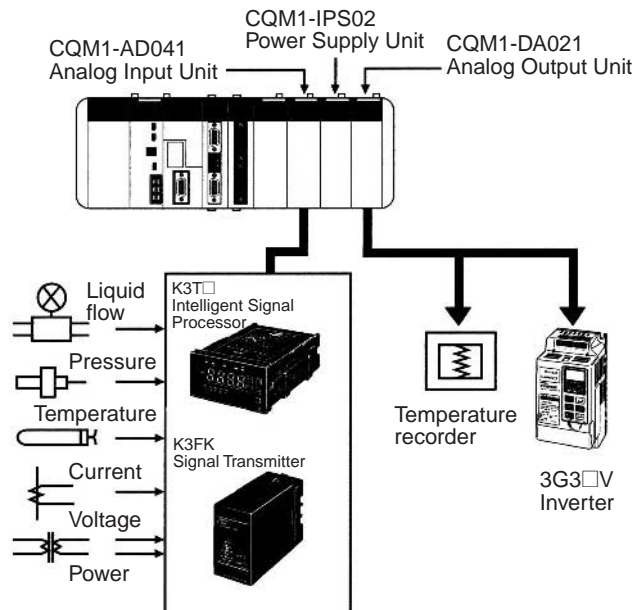 CQM1-IPS02
Power Supply Unit
CQM1-AD041
Analog Input Unit
CQM1-DA021
Analog Output Unit
K3T□
Intelligent Signal
Processor
Liquid
flow
Pressure
Temperature
K3FK
Signal Transmitter
Current
Voltage
Power
Temperature
recorder
3G3□V
Inverter